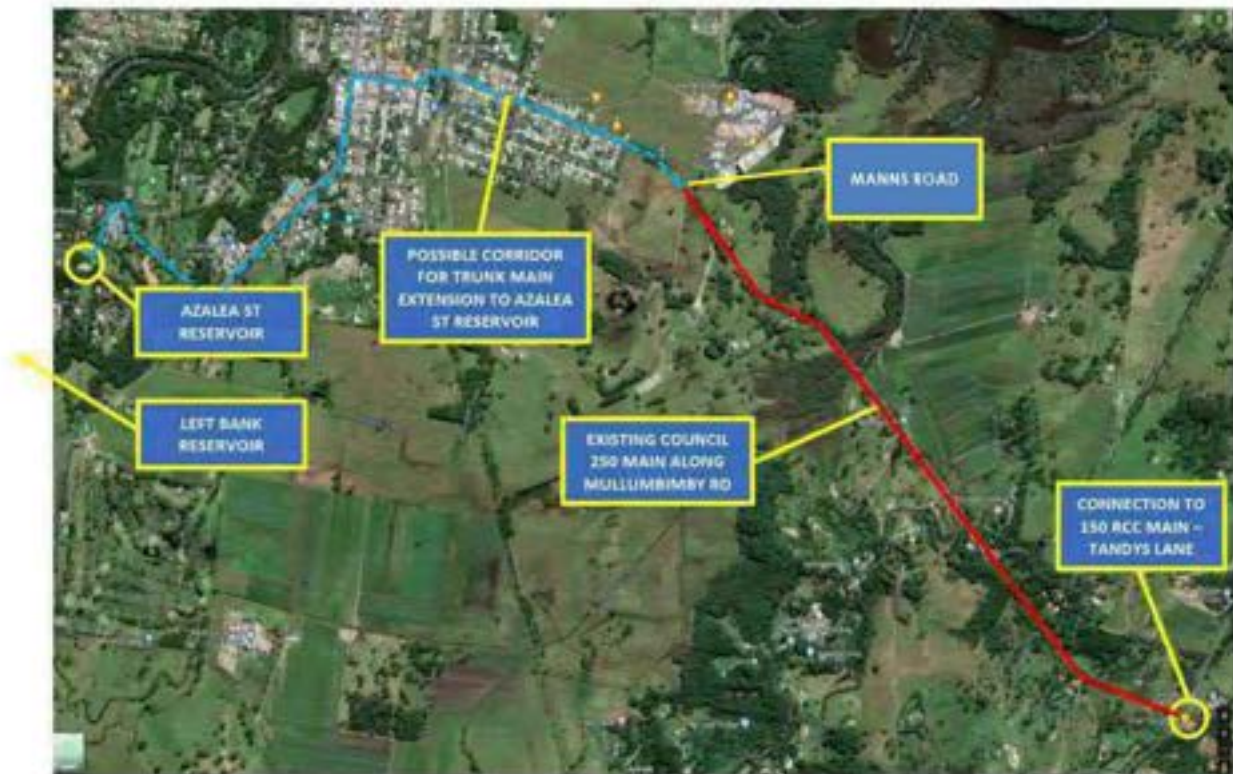 MANNS ROAD
POSSIBLE CORRIDOR
FOR TRUNK MAIN
EXTENSION TO AZALEA
ST RESERVOIR
AZALEA ST
RESERVOIR
LEFT BANK
RESERVOIR
EXISTING COUNCIL
250 MAIN ALONG
MULLUMBIMBY RD
CONNECTION TO
150 RCC MAIN –
TANDYS LANE